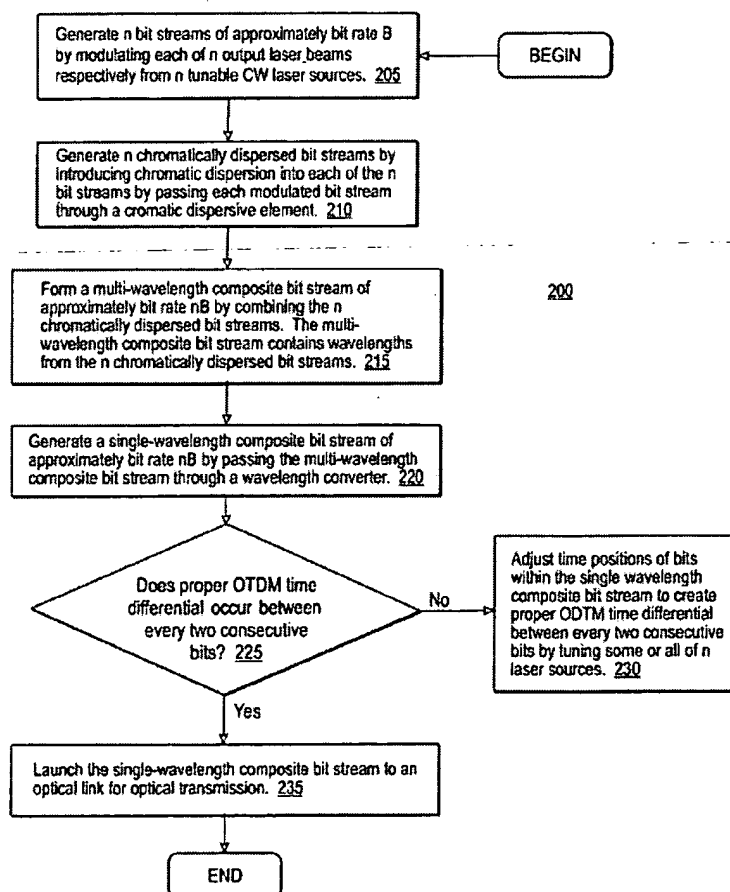 Generate n bit streams of approximately bit rate B
by modulating each of n output laser beams
respectively from n tunable CW laser sources. 205
BEGIN
Generate n chromatically dispersed bit streams by
introducing chromatic dispersion into each of the n
bit streams by passing each modulated bit stream
through a cromatic dispersive element. 210
Form a multi-wavelength composite bit stream of
approximately bit rate nB by combining the n
chromatically dispersed bit streams. The multi-
wavelength composite bit stream contains wavelengths
from the n chromatically dispersed bit streams. 215
200
Generate a single-wavelength composite bit stream of
approximately bit rate nB by passing the multi-wavelength
composite bit stream through a wavelength converter. 220
Does proper OTDM time
differential occur between
every two consecutive
bits? 225
No
Adjust time positions of bits
within the single wavelength
composite bit stream to create
proper ODTM time differential
between every two consecutive
bits by tuning some or all of n
laser sources. 230
Yes
Launch the single-wavelength composite bit stream to an
optical link for optical transmission. 235
END